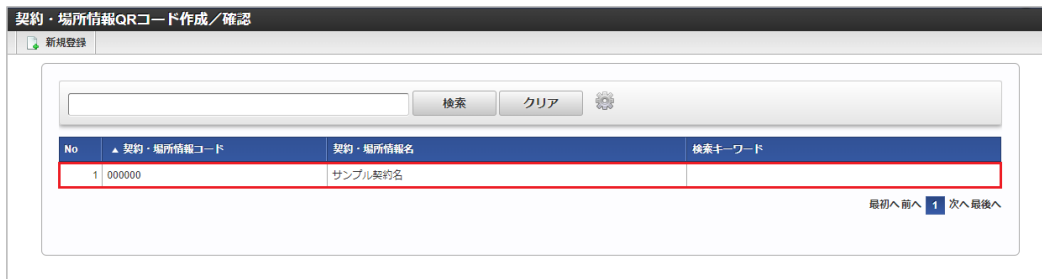 契約・場所情報QRコード作成／確認
新規登録
検索 クリア
No ▲ 契約・場所情報コード 契約・場所情報名 検索キーワード
1 000000 サンプル契約名
最初へ 前へ 1 次へ 最後へ